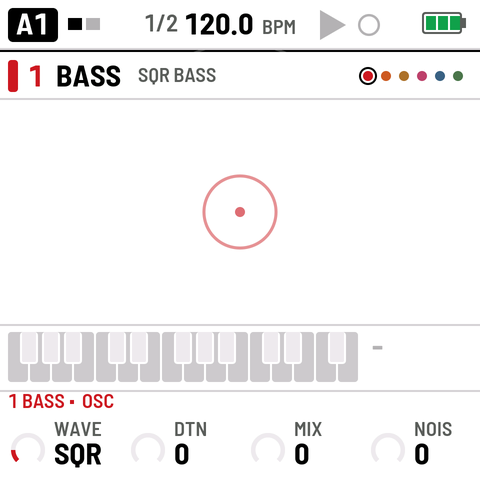 A1 1/2 120.0 BPM
1 BASS SQR BASS
-
1 BASS • OSC
WAVE DTN MIX NOIS
SQR 0 0 0